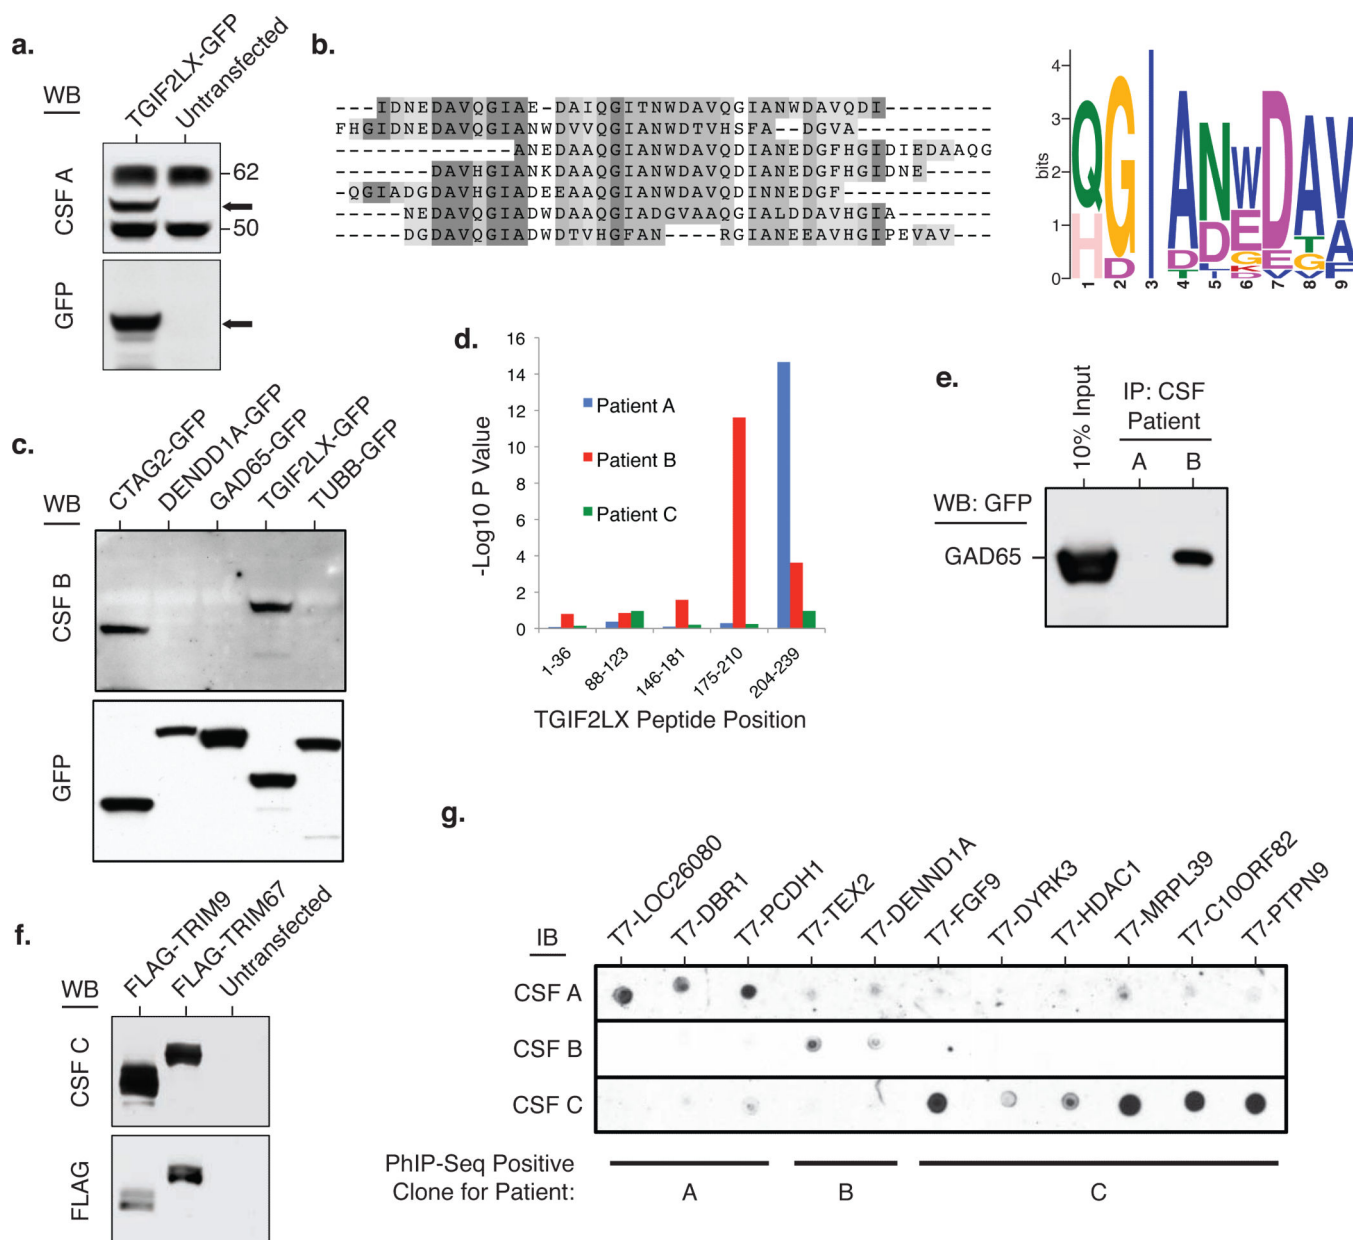 a.
WB
TGIF2LX-GFP
Untransfected
CSF A
62
50
GFP
b.
----IDNEDAVQGIAE-DAIQGITNWDAVQGIANWDAVQDI--------
FHGIDNEDAVQGIANWDVVQGIANWDTVHSFA--DGVA----------
-------------ANEDAAQGIANWDAVQDIANEDGFHGIDIEDAAQG
-------DAVHGIANKDAVQGIANWDAVQDIANEDGFHGIDNE-----
-QGIADGDAVHGIADEEAAQGIANWDAVQDINNEDGF-----------
-----NEDAVQGIADWDAAQGIADGVAAQGIALDDAVHGIA-------
-----DGDAVQGIADWDTVHGFAN----RGIANEEAVHGIPEVAV---
bits
4
3
2
1
0
1 2 3 4 5 6 7 8 9
c.
WB
CTAG2-GFP
DENDD1A-GFP
GAD65-GFP
TGIF2LX-GFP
TUBB-GFP
CSF B
GFP
d.
-Log10 P Value
16
14
12
10
8
6
4
2
0
Patient A
Patient B
Patient C
1-36
88-123
146-181
175-210
204-239
TGIF2LX Peptide Position
e.
10% Input
IP: CSF
Patient
A B
WB: GFP
GAD65
f.
WB
FLAG-TRIM9
FLAG-TRIM67
Untransfected
CSF C
FLAG
g.
IB
T7-LOC26080
T7-DBR1
T7-PCDH1
T7-TEX2
T7-DENND1A
T7-FGF9
T7-DYRK3
T7-HDAC1
T7-MRPL39
T7-C10ORF82
T7-PTPN9
CSF A
CSF B
CSF C
PhIP-Seq Positive
Clone for Patient:
A B C